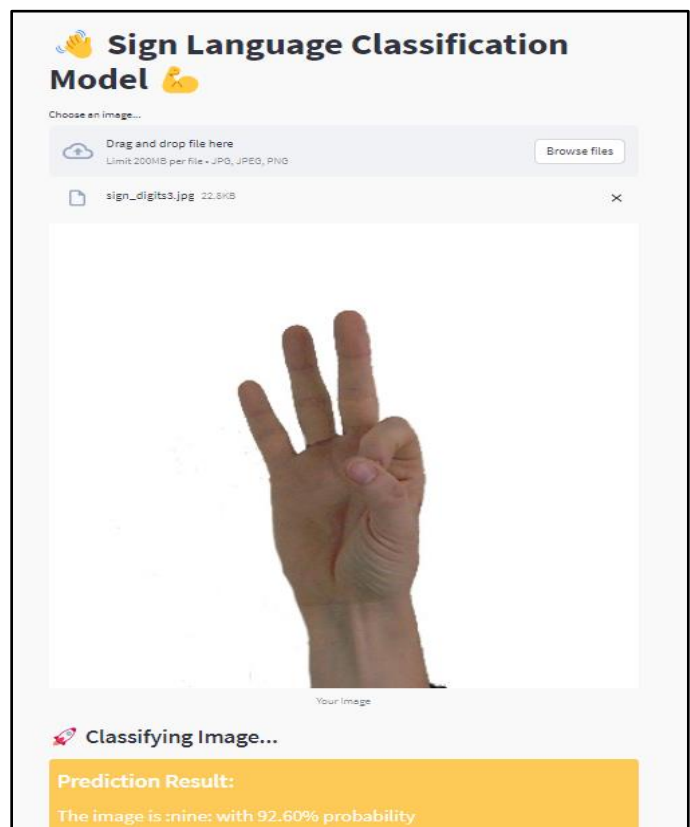 👋 Sign Language Classification
Model 💪
Choose an image...
Drag and drop file here
Limit 200MB per file • JPG, JPEG, PNG
Browse files
sign_digits3.jpg 22.8KB
Your Image
🚀 Classifying Image...
Prediction Result:
The image is :nine: with 92.60% probability